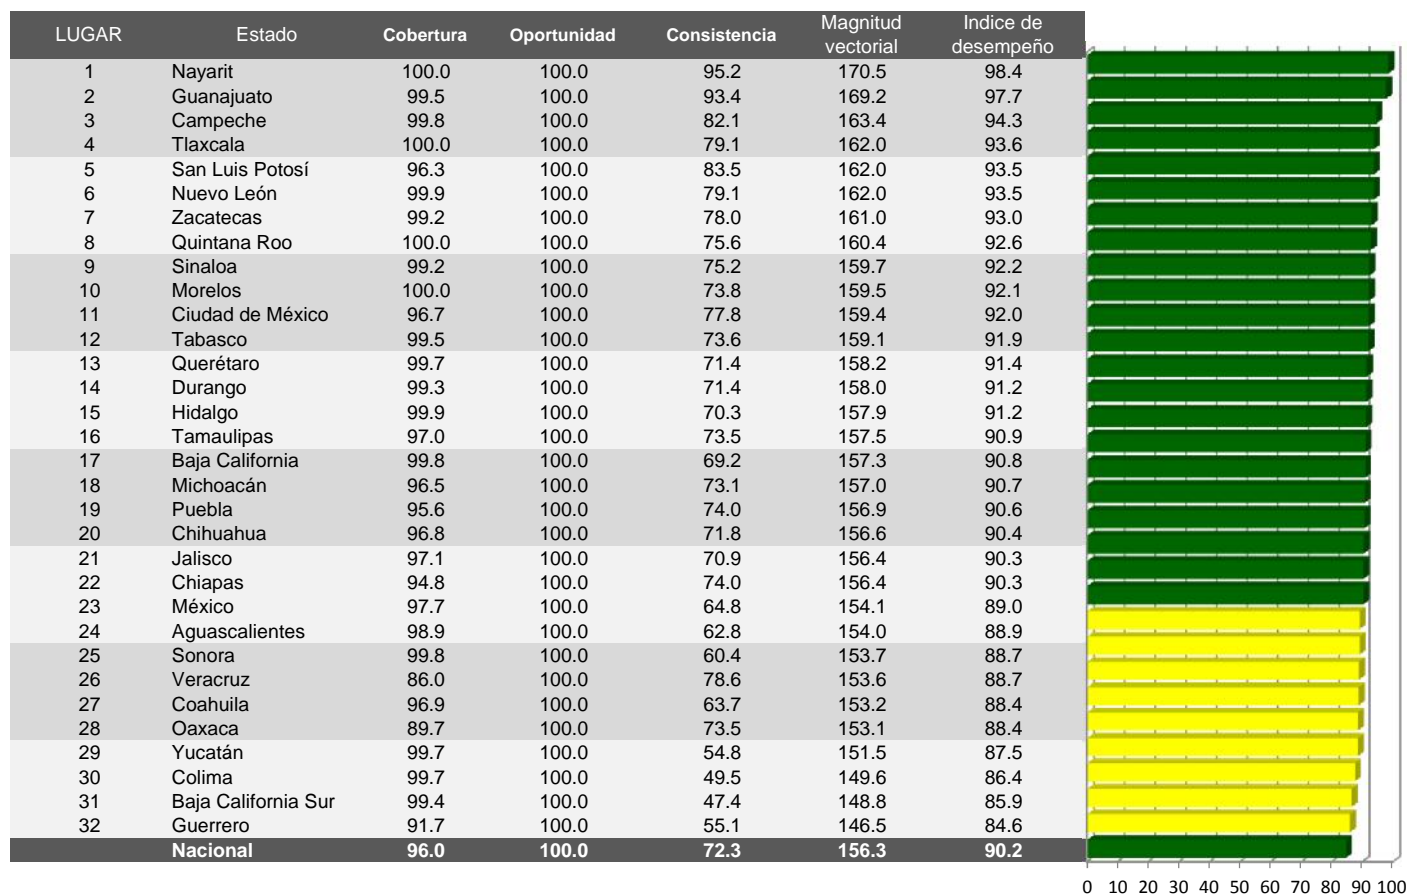 LUGAR Estado Cobertura Oportunidad Consistencia Magnitud vectorial Indice de desempeño
1 Nayarit 100.0 100.0 95.2 170.5 98.4
2 Guanajuato 99.5 100.0 93.4 169.2 97.7
3 Campeche 99.8 100.0 82.1 163.4 94.3
4 Tlaxcala 100.0 100.0 79.1 162.0 93.6
5 San Luis Potosí 96.3 100.0 83.5 162.0 93.5
6 Nuevo León 99.9 100.0 79.1 162.0 93.5
7 Zacatecas 99.2 100.0 78.0 161.0 93.0
8 Quintana Roo 100.0 100.0 75.6 160.4 92.6
9 Sinaloa 99.2 100.0 75.2 159.7 92.2
10 Morelos 100.0 100.0 73.8 159.5 92.1
11 Ciudad de México 96.7 100.0 77.8 159.4 92.0
12 Tabasco 99.5 100.0 73.6 159.1 91.9
13 Querétaro 99.7 100.0 71.4 158.2 91.4
14 Durango 99.3 100.0 71.4 158.0 91.2
15 Hidalgo 99.9 100.0 70.3 157.9 91.2
16 Tamaulipas 97.0 100.0 73.5 157.5 90.9
17 Baja California 99.8 100.0 69.2 157.3 90.8
18 Michoacán 96.5 100.0 73.1 157.0 90.7
19 Puebla 95.6 100.0 74.0 156.9 90.6
20 Chihuahua 96.8 100.0 71.8 156.6 90.4
21 Jalisco 97.1 100.0 70.9 156.4 90.3
22 Chiapas 94.8 100.0 74.0 156.4 90.3
23 México 97.7 100.0 64.8 154.1 89.0
24 Aguascalientes 98.9 100.0 62.8 154.0 88.9
25 Sonora 99.8 100.0 60.4 153.7 88.7
26 Veracruz 86.0 100.0 78.6 153.6 88.7
27 Coahuila 96.9 100.0 63.7 153.2 88.4
28 Oaxaca 89.7 100.0 73.5 153.1 88.4
29 Yucatán 99.7 100.0 54.8 151.5 87.5
30 Colima 99.7 100.0 49.5 149.6 86.4
31 Baja California Sur 99.4 100.0 47.4 148.8 85.9
32 Guerrero 91.7 100.0 55.1 146.5 84.6
Nacional 96.0 100.0 72.3 156.3 90.2
0 10 20 30 40 50 60 70 80 90 100